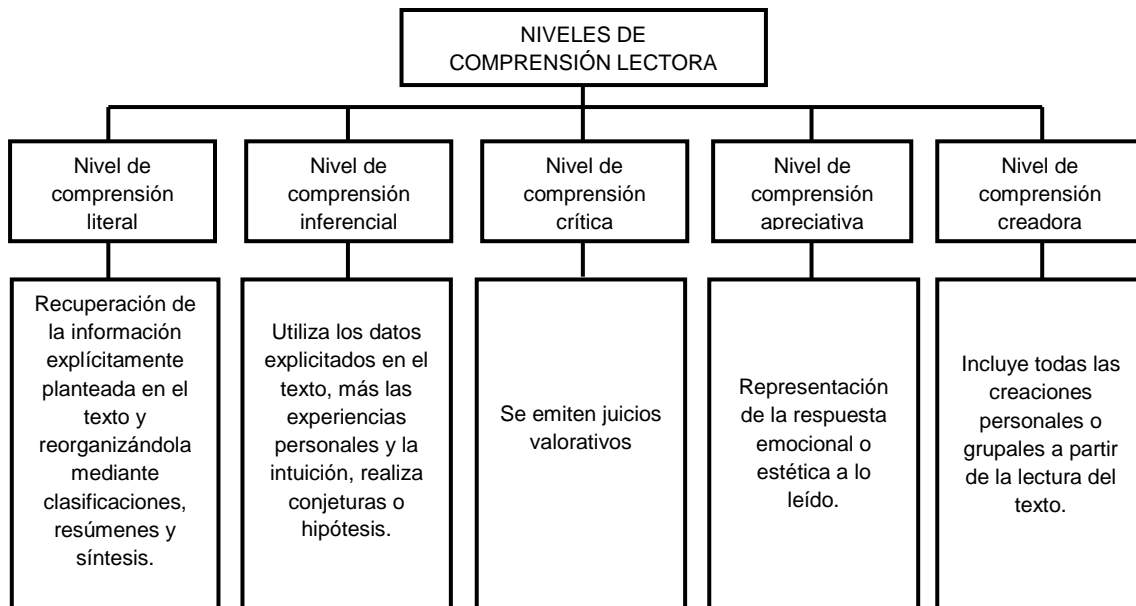 NIVELES DE
COMPRENSIÓN LECTORA
Nivel de
comprensión
literal
Nivel de
comprensión
inferencial
Nivel de
comprensión
crítica
Nivel de
comprensión
apreciativa
Nivel de
comprensión
creadora
Recuperación de
la información
explícitamente
planteada en el
texto y
reorganizándola
mediante
clasificaciones,
resúmenes y
síntesis.
Utiliza los datos
explicitados en el
texto, más las
experiencias
personales y la
intuición, realiza
conjeturas o
hipótesis.
Se emiten juicios
valorativos
Representación
de la respuesta
emocional o
estética a lo
leído.
Incluye todas las
creaciones
personales o
grupales a partir
de la lectura del
texto.